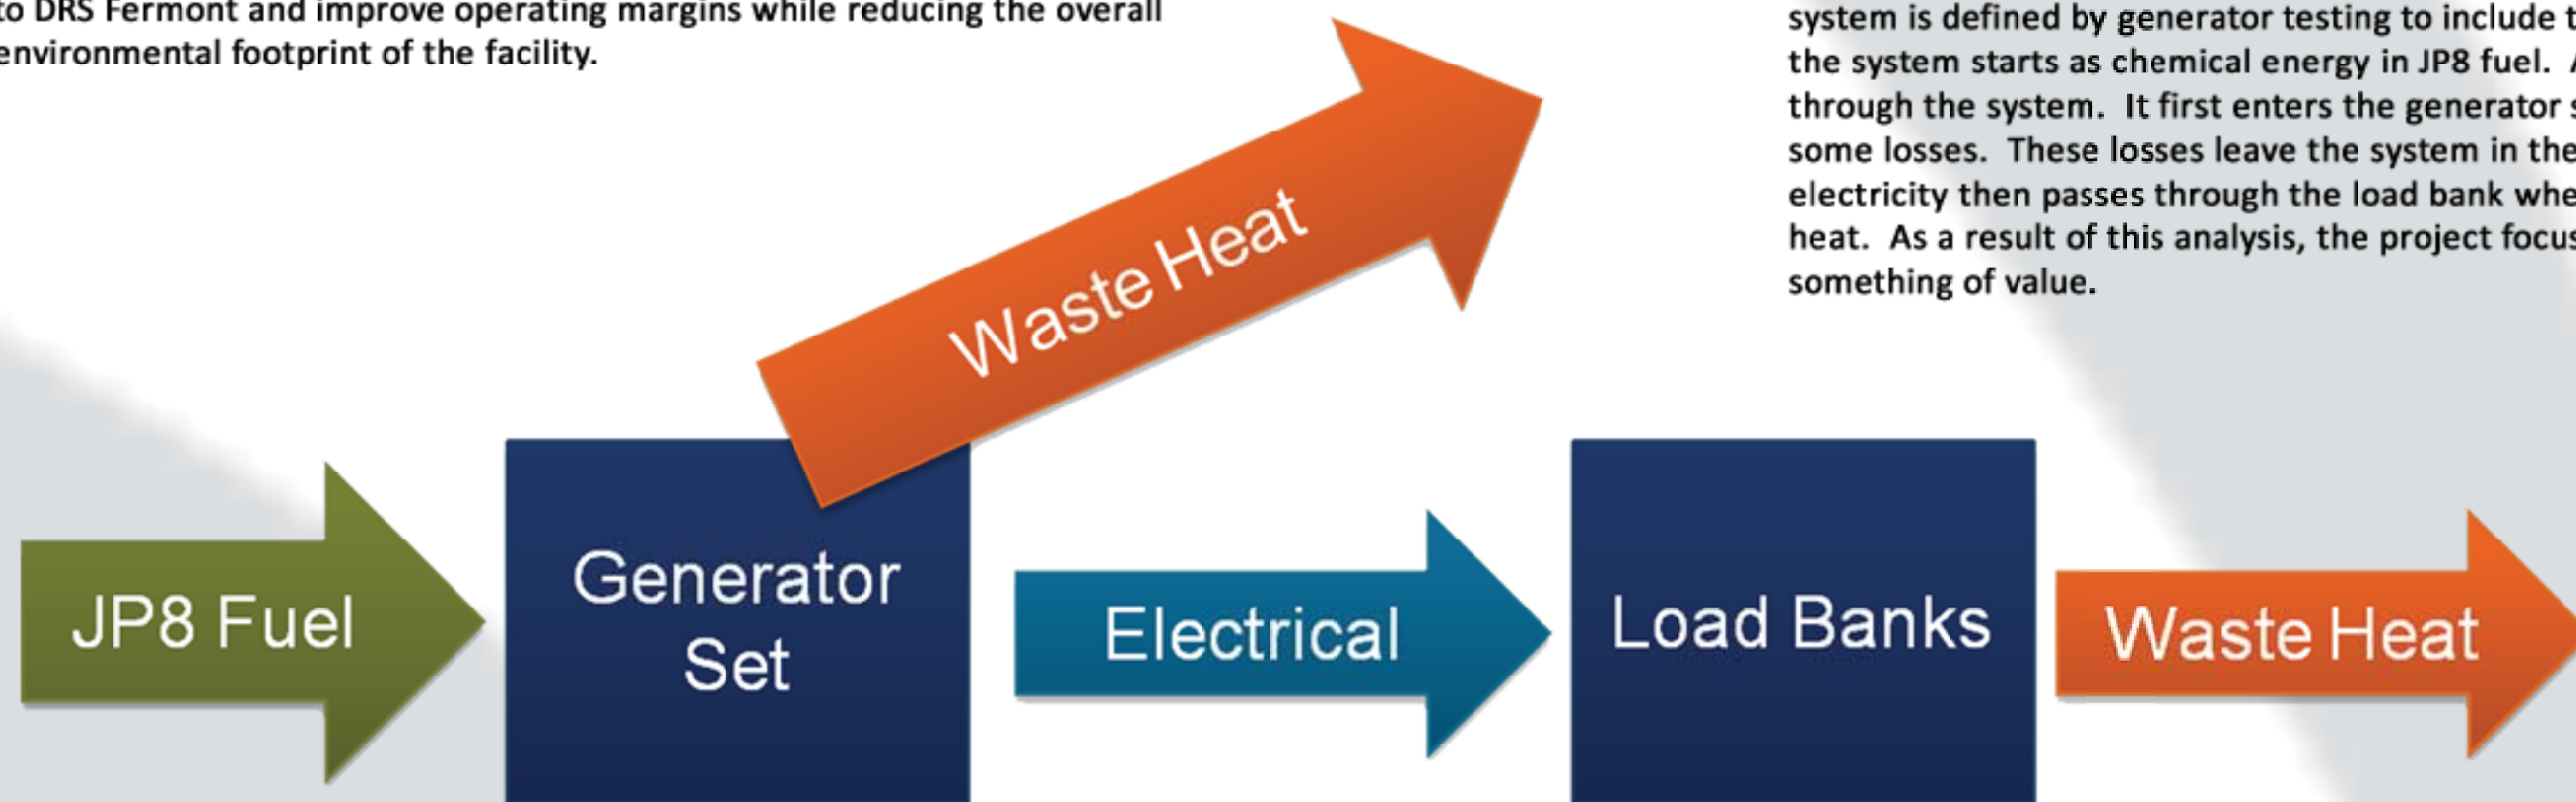 to DRS Fermont and improve operating margins while reducing the overall
environmental footprint of the facility.
system is defined by generator testing to include
the system starts as chemical energy in JP8 fuel.
through the system. It first enters the generator
some losses. These losses leave the system in the
electricity then passes through the load bank
heat. As a result of this analysis, the project
something of value.
Waste Heat
JP8 Fuel
Generator
Set
Electrical
Load Banks
Waste Heat